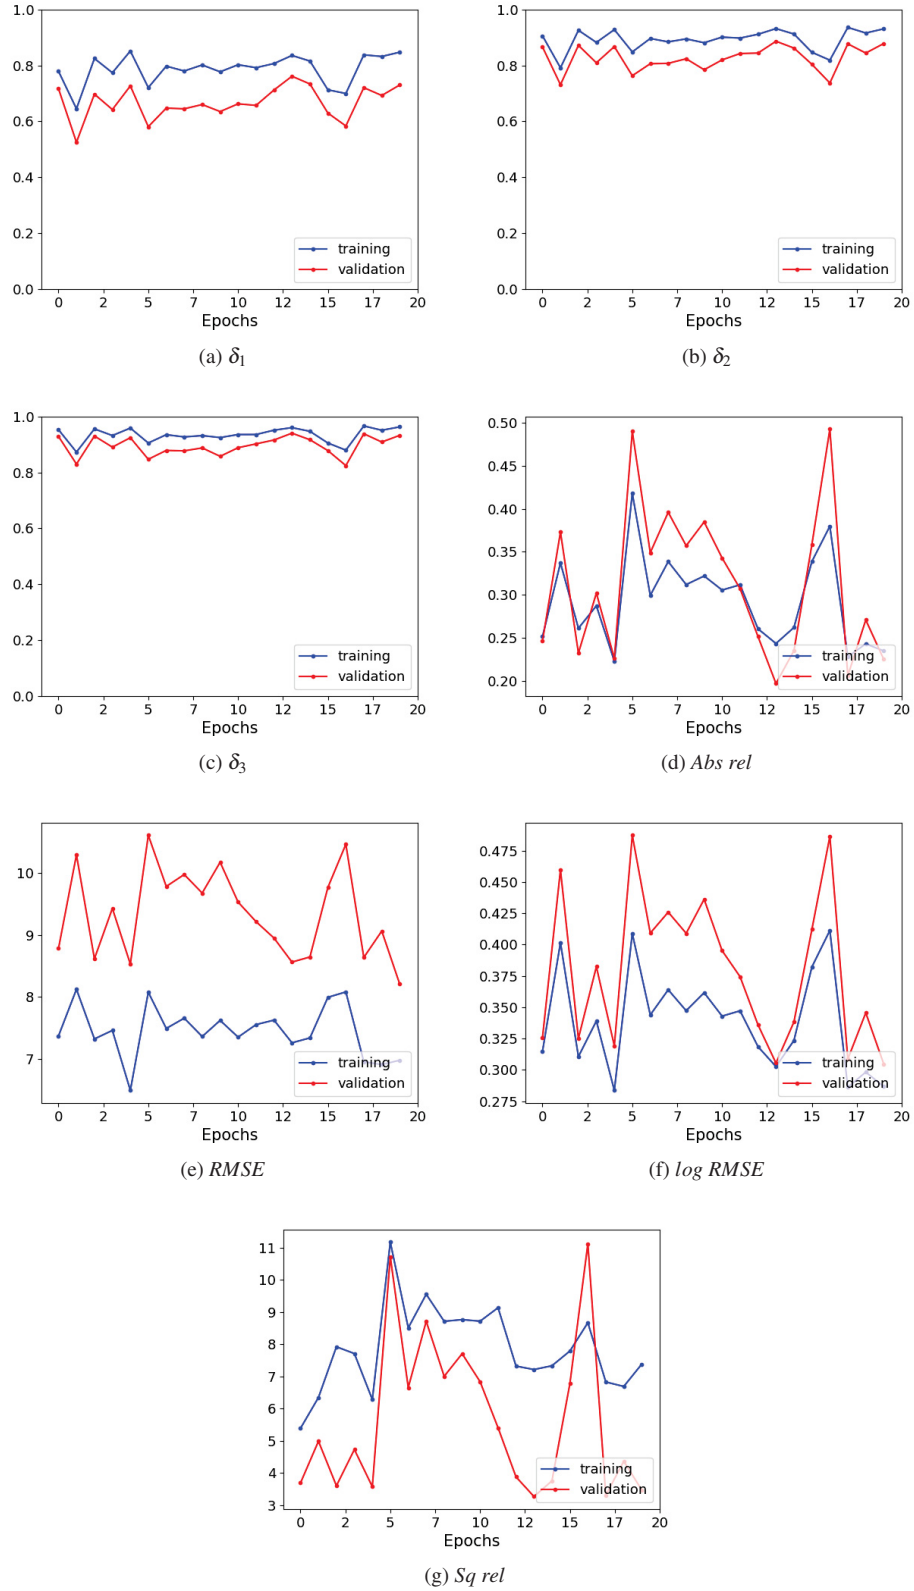 1.0
0.8
0.6
0.4
0.2
0.0
training
validation
0 2 5 7 10 12 15 17 20
Epochs
(a) δ1
1.0
0.8
0.6
0.4
0.2
0.0
training
validation
0 2 5 7 10 12 15 17 20
Epochs
(b) δ2
1.0
0.8
0.6
0.4
0.2
0.0
training
validation
0 2 5 7 10 12 15 17 20
Epochs
(c) δ3
0.50
0.45
0.40
0.35
0.30
0.25
0.20
training
validation
0 2 5 7 10 12 15 17 20
Epochs
(d) Abs rel
10
9
8
7
training
validation
0 2 5 7 10 12 15 17 20
Epochs
(e) RMSE
0.475
0.450
0.425
0.400
0.375
0.350
0.325
0.300
0.275
training
validation
0 2 5 7 10 12 15 17 20
Epochs
(f) log RMSE
11
10
9
8
7
6
5
4
3
training
validation
0 2 5 7 10 12 15 17 20
Epochs
(g) Sq rel